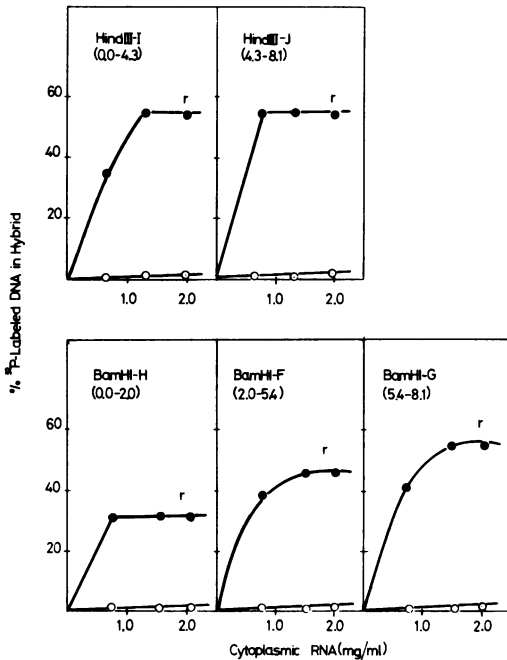 HindIII-I
(0.0-4.3)
r
HindIII-J
(4.3-8.1)
r
60
40
20
1.0
2.0
1.0
2.0
% 32P-Labeled DNA in Hybrid
BamHI-H
(0.0-2.0)
r
BamHI-F
(2.0-5.4)
r
BamHI-G
(5.4-8.1)
r
60
40
20
1.0
2.0
1.0
2.0
1.0
2.0
Cytoplasmic RNA(mg/ml)